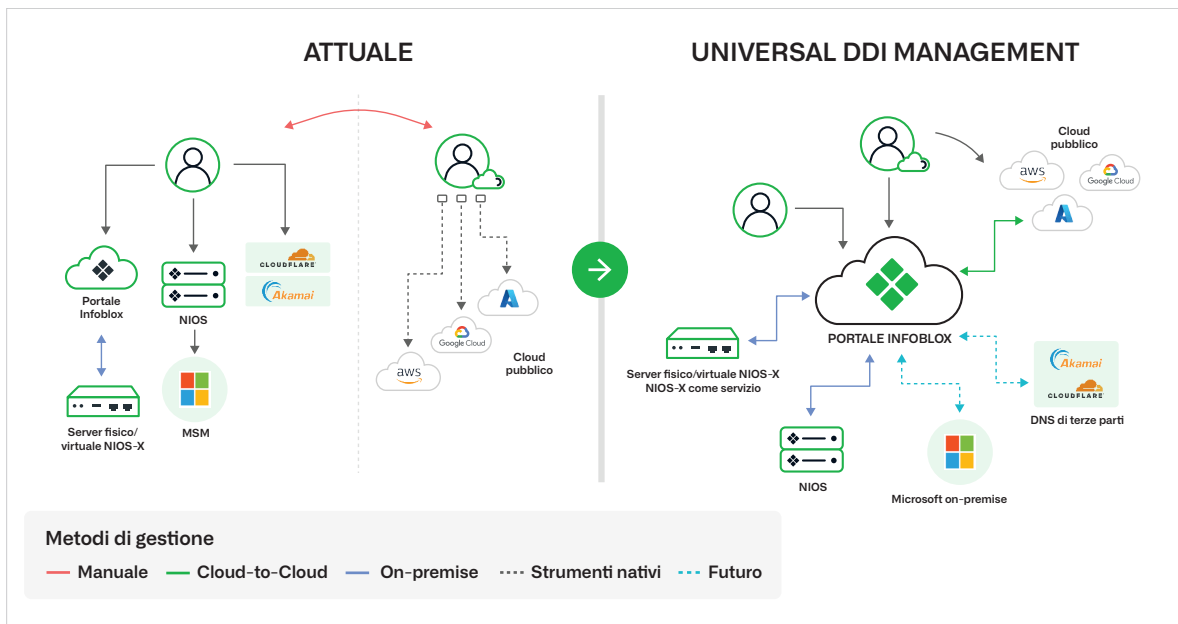 ATTUALE
Portale
Infoblox
NIOS
CLOUDFLARE
Akamai
Server fisico/
virtuale NIOS-X
MSM
aws
Google Cloud
Cloud
pubblico
UNIVERSAL DDI MANAGEMENT
Cloud
pubblico
aws
Google Cloud
PORTALE INFOBLOX
Server fisico/virtuale NIOS-X
NIOS-X come servizio
NIOS
Microsoft on-premise
Akamai
CLOUDFLARE
DNS di terze parti
Metodi di gestione
Manuale
Cloud-to-Cloud
On-premise
Strumenti nativi
Futuro